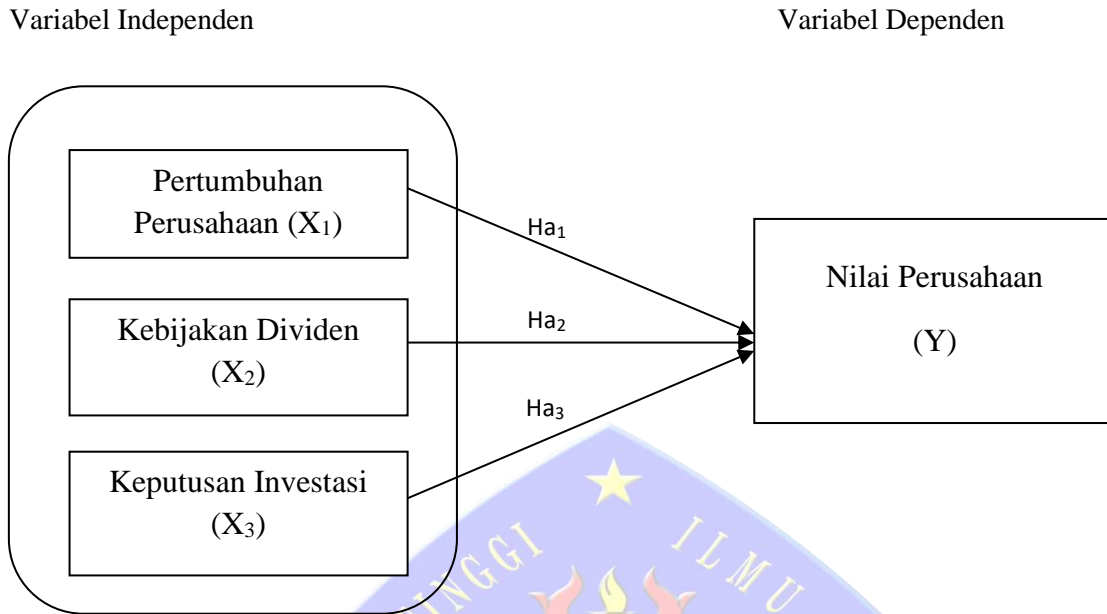 Variabel Independen
Variabel Dependen
Pertumbuhan
Perusahaan (X₁)
Ha₁
Kebijakan Dividen
(X₂)
Ha₂
Keputusan Investasi
(X₃)
Ha₃
Nilai Perusahaan
(Y)
INGGI ILMU